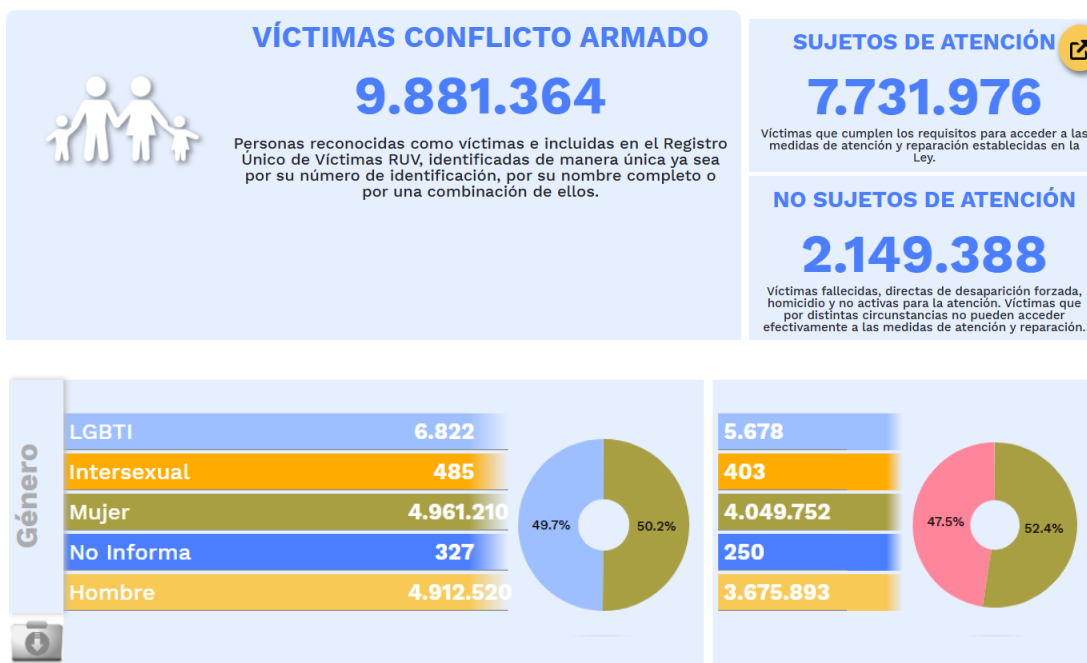 VÍCTIMAS CONFLICTO ARMADO
9.881.364
Personas reconocidas como víctimas e incluidas en el Registro
Único de Víctimas RUV, identificadas de manera única ya sea
por su número de identificación, por su nombre completo o
por una combinación de ellos.
SUJETOS DE ATENCIÓN
7.731.976
Víctimas que cumplen los requisitos para acceder a las
medidas de atención y reparación establecidas en la
Ley.
NO SUJETOS DE ATENCIÓN
2.149.388
Víctimas fallecidas, directas de desaparición forzada,
homicidio y no activas para la atención. Víctimas que
por distintas circunstancias no pueden acceder
efectivamente a las medidas de atención y reparación.
Género
LGBTI 6.822
Intersexual 485
Mujer 4.961.210
No Informa 327
Hombre 4.912.520
49.7% 50.2%
5.678
403
4.049.752
250
3.675.893
47.5% 52.4%